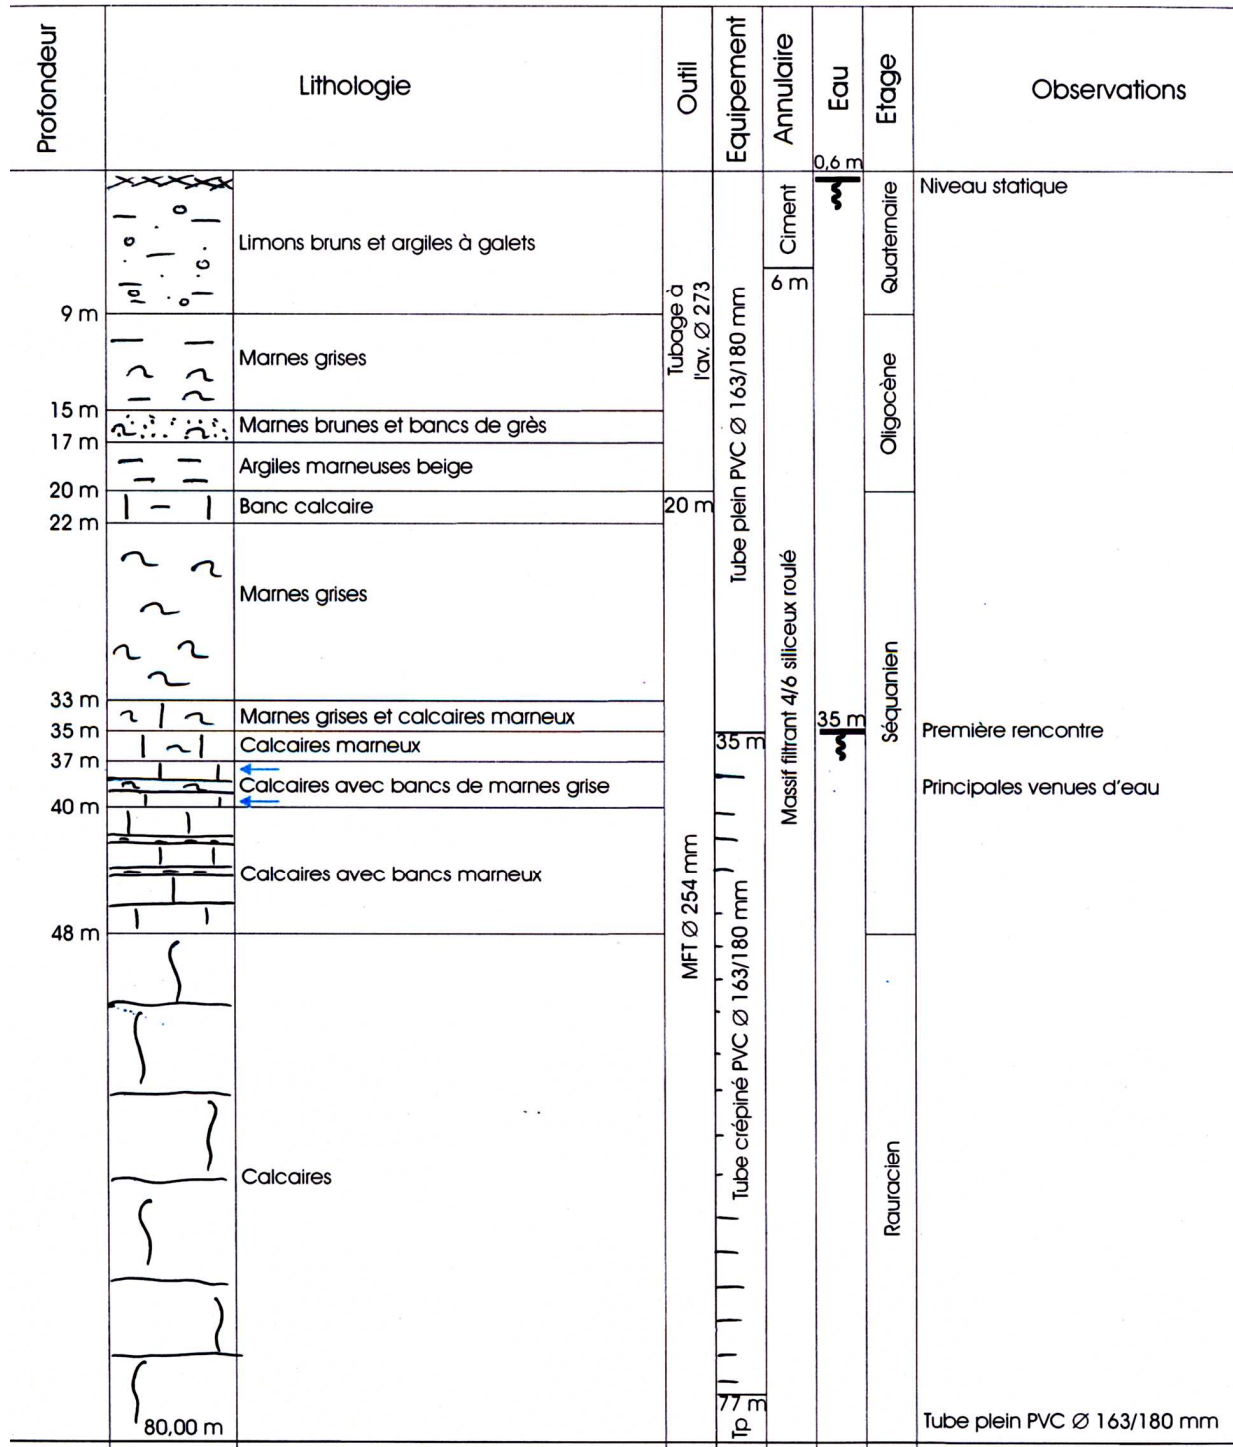 Profondeur
Lithologie
Outil
Equipement
Annulaire
Eau
Etage
Observations
0,6 m
Niveau statique
Limons bruns et argiles à galets
Ciment
Quaternaire
6 m
9 m
Tubage à
l'av. Ø 273
Tube plein PVC Ø 163/180 mm
Marnes grises
Oligocène
15 m
Marnes brunes et bancs de grès
17 m
Argiles marneuses beige
20 m
Banc calcaire
20 m
22 m
Marnes grises
Massif filtrant 4/6 siliceux roulé
Séquanien
33 m
Marnes grises et calcaires marneux
35 m
35 m
35 m
Première rencontre
Calcaires marneux
37 m
Calcaires avec bancs de marnes grise
Principales venues d'eau
40 m
Calcaires avec bancs marneux
MFT Ø 254 mm
Tube crépiné PVC Ø 163/180 mm
48 m
Calcaires
Rauracien
77 m
Tp
80,00 m
Tube plein PVC Ø 163/180 mm